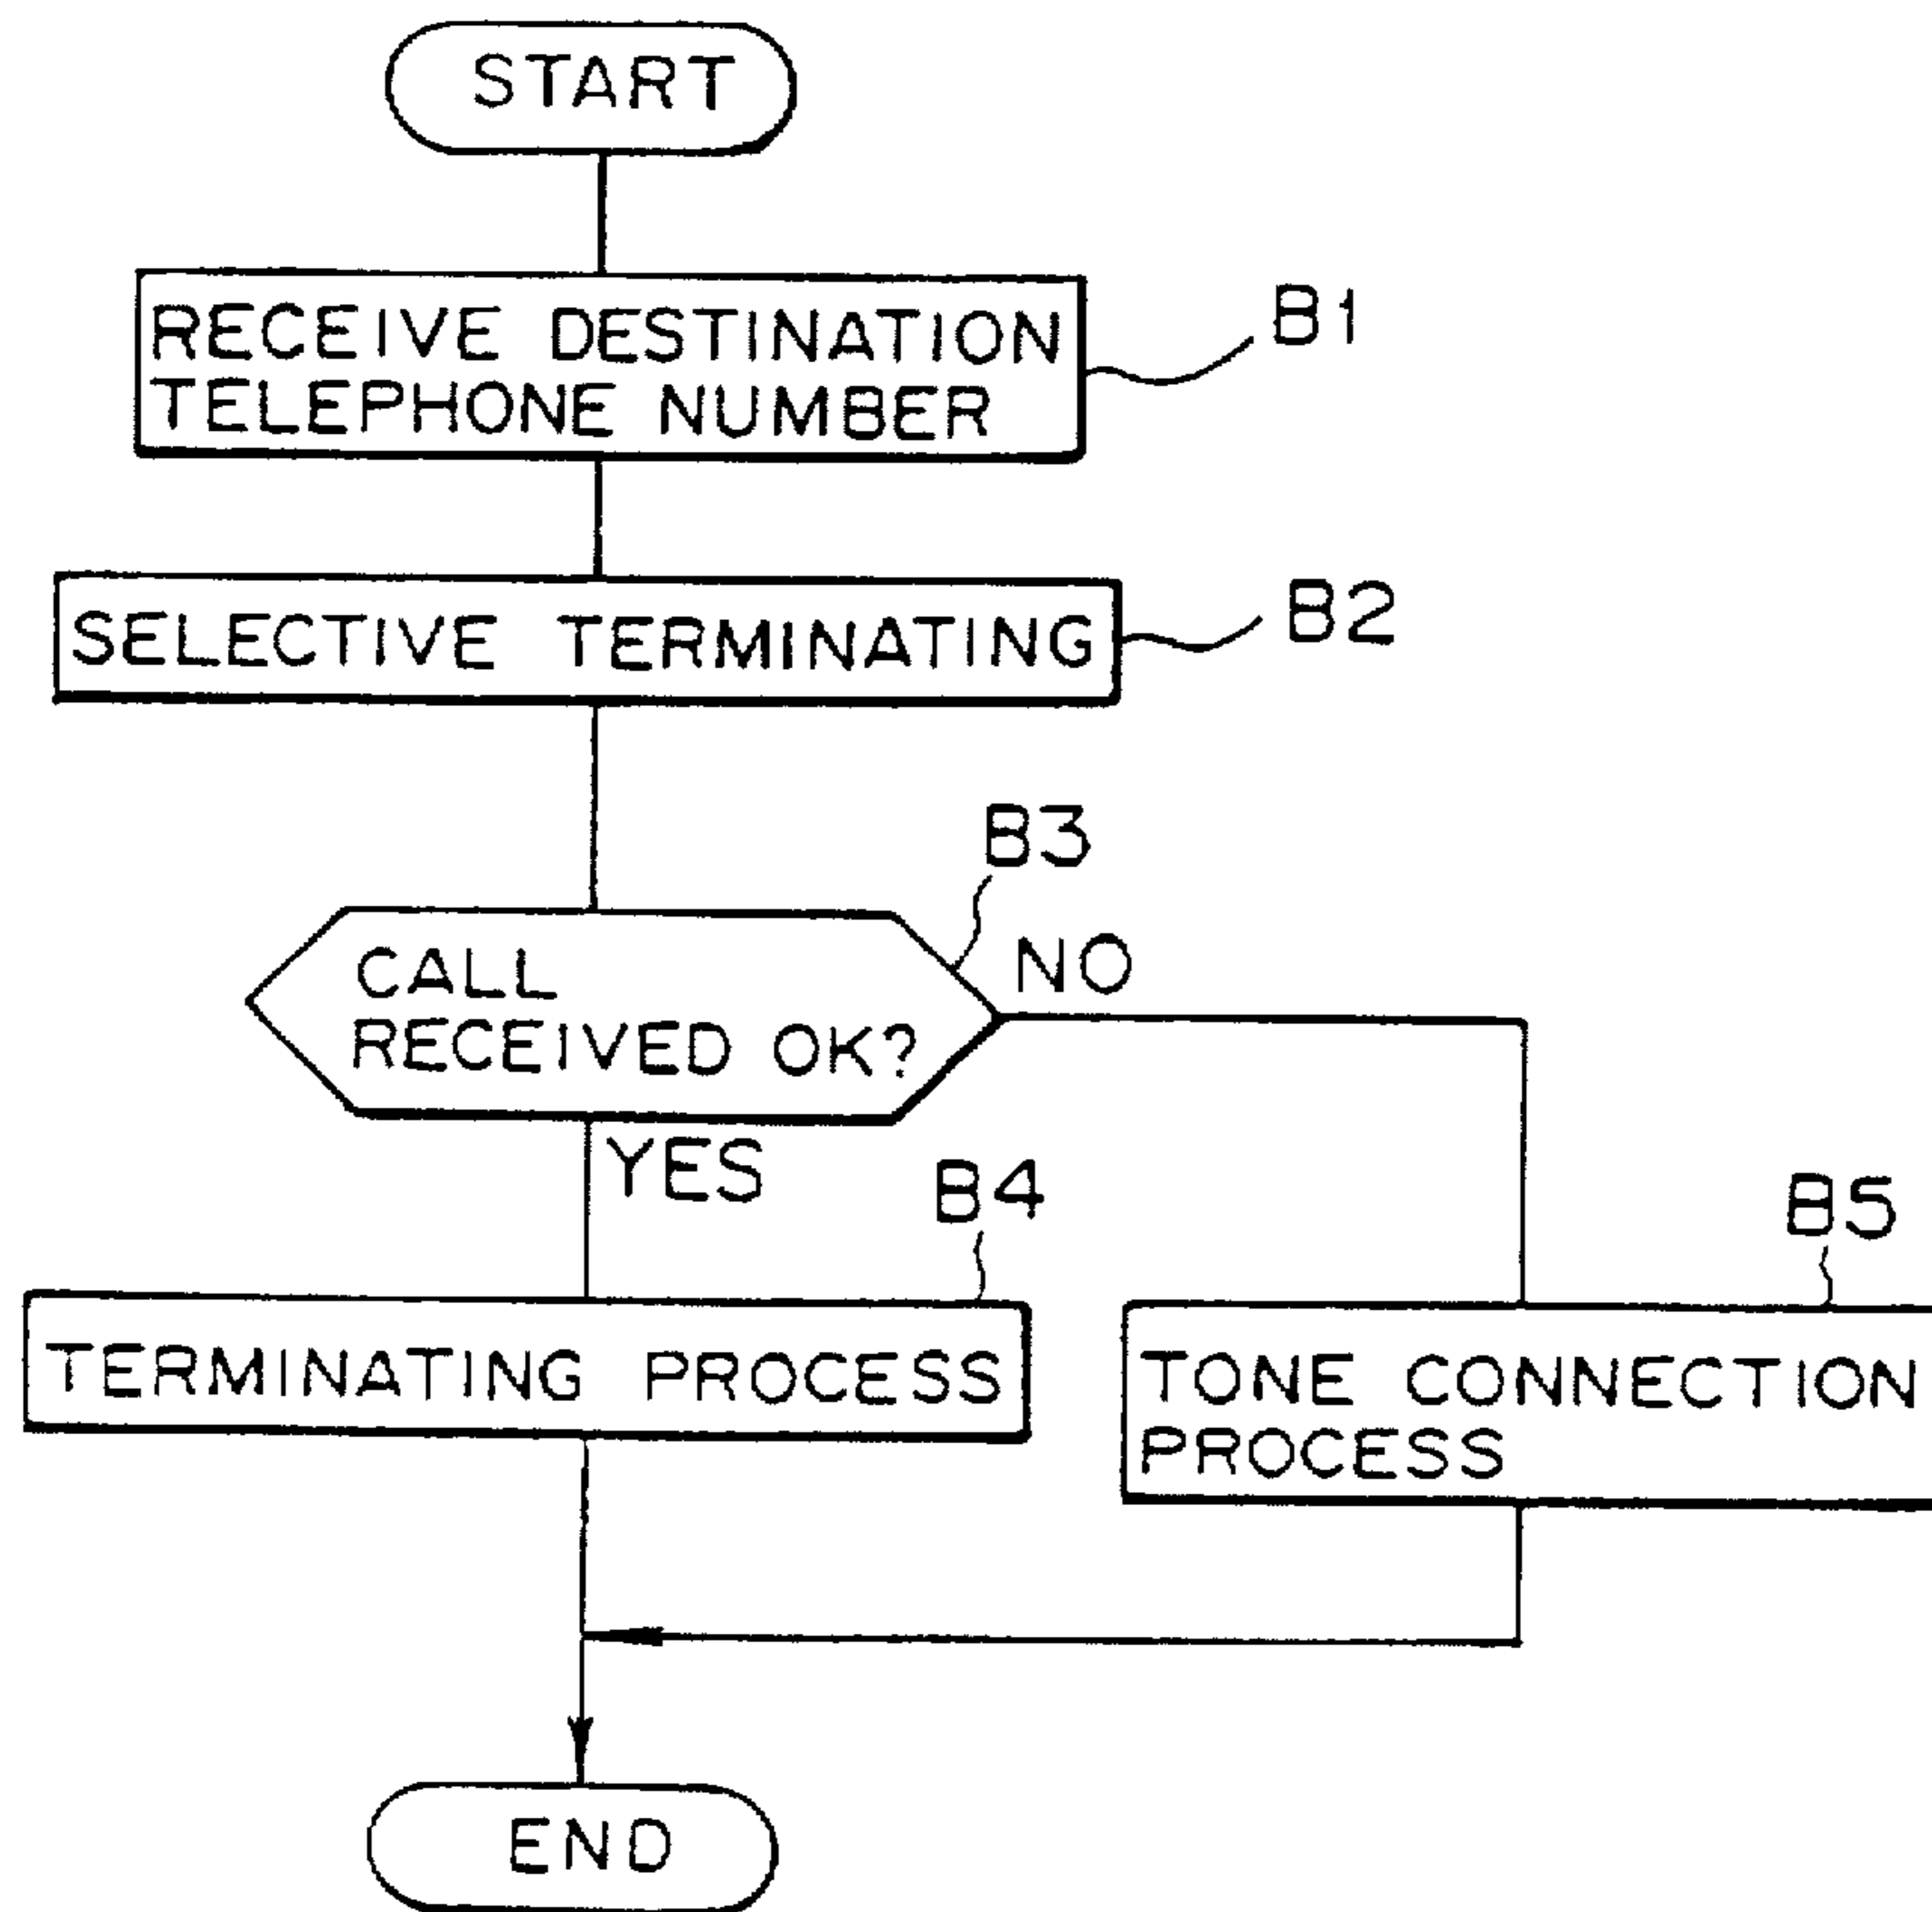 START
RECEIVE DESTINATION
TELEPHONE NUMBER
B1
SELECTIVE TERMINATING
B2
B3
CALL
RECEIVED OK?
NO
YES
B4
B5
TERMINATING PROCESS
TONE CONNECTION
PROCESS
END